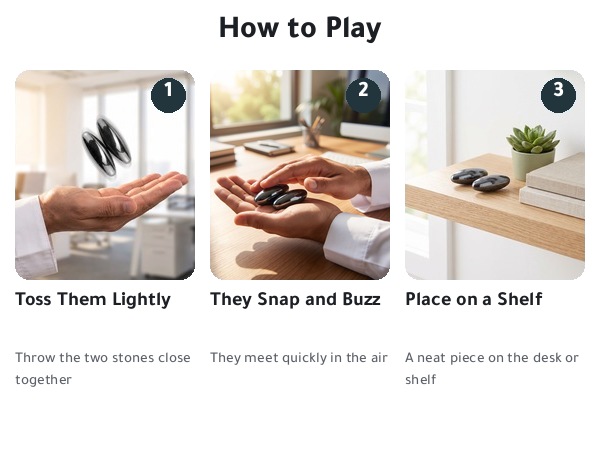 How to Play
1
2
3
Toss Them Lightly
They Snap and Buzz
Place on a Shelf
Throw the two stones close
together
They meet quickly in the air
A neat piece on the desk or
shelf